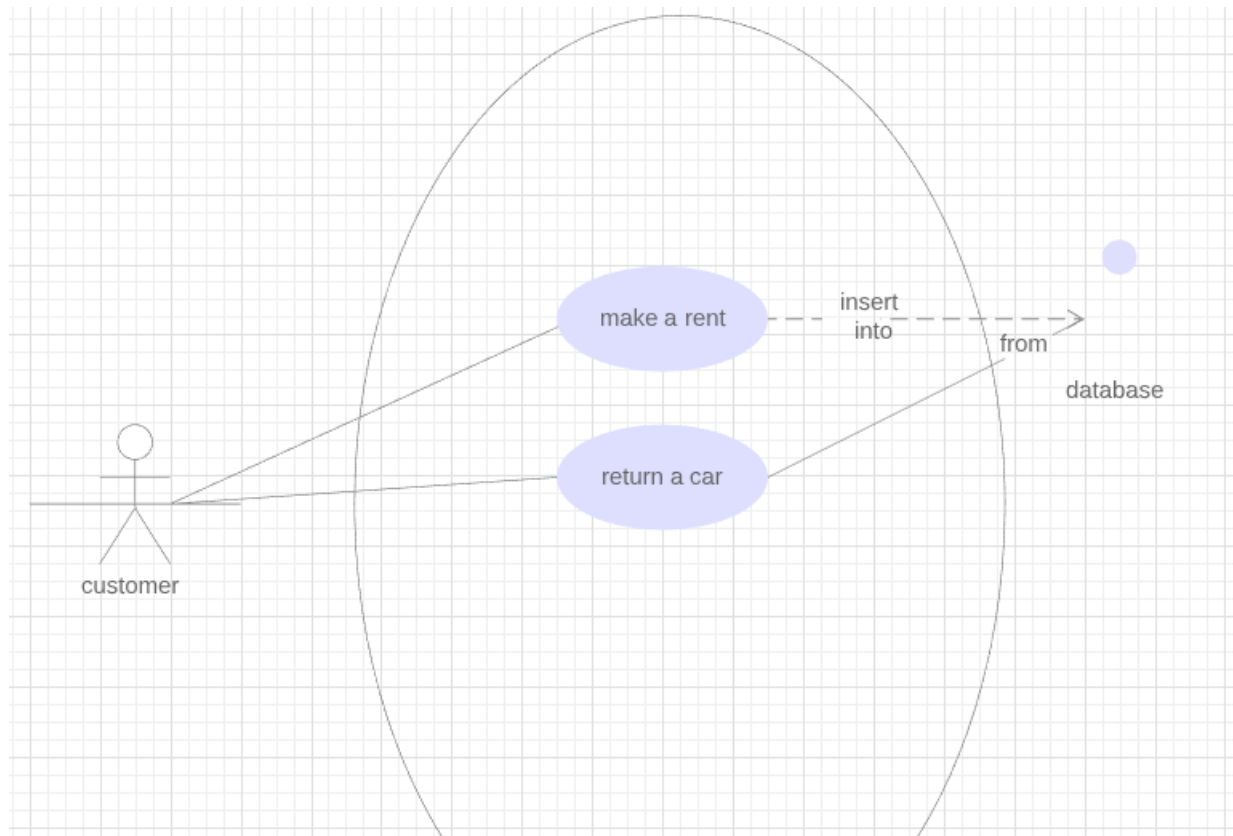 insert
make a rent
into
from
database
return a car
customer